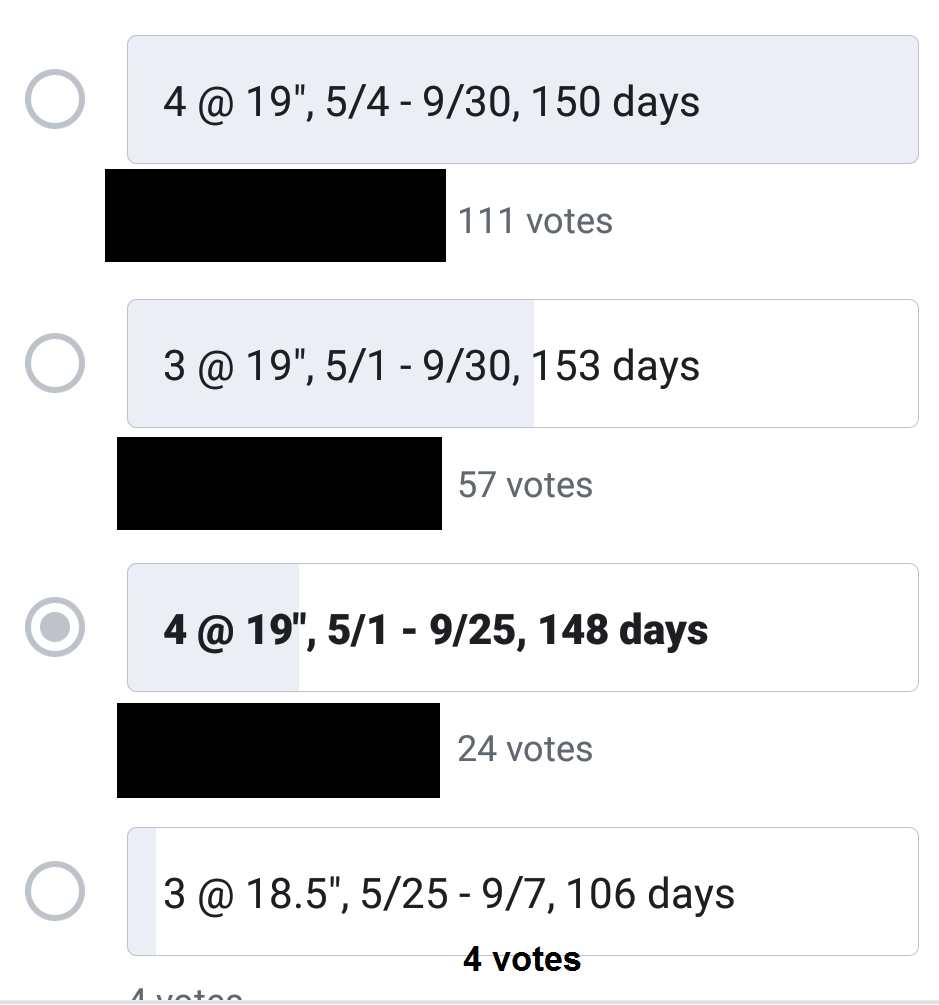 4 @ 19", 5/4 - 9/30, 150 days
111 votes
3 @ 19", 5/1 - 9/30, 153 days
57 votes
4 @ 19", 5/1 - 9/25, 148 days
24 votes
3 @ 18.5", 5/25 - 9/7, 106 days
4 votes
4 votes